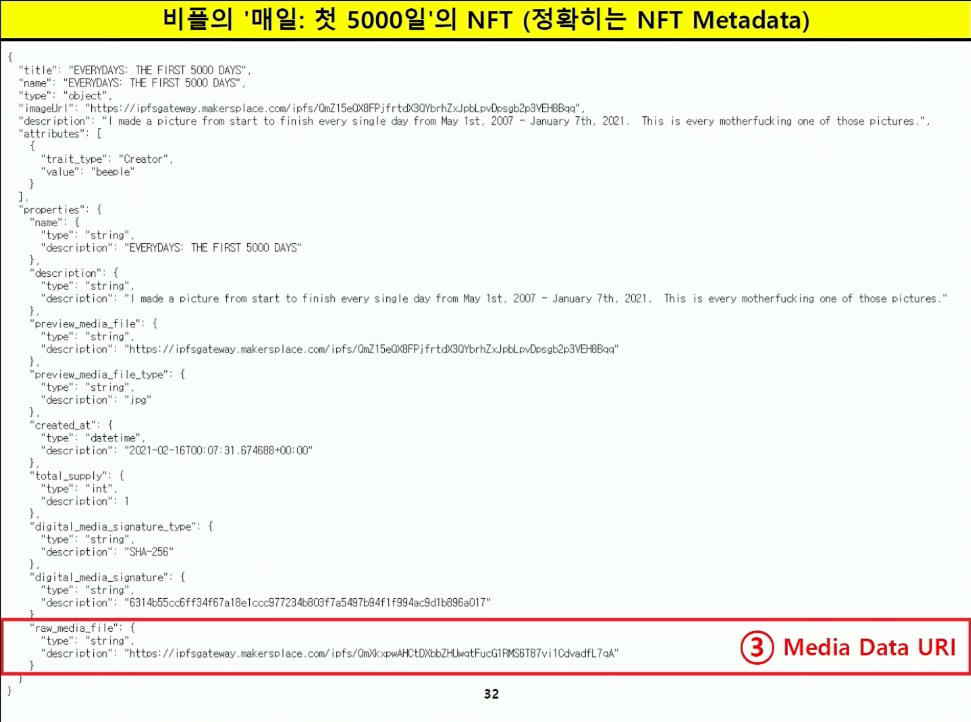 비플의 '매일: 첫 5000일'의 NFT (정확히는 NFT Metadata)
{
"title": "EVERYDAYS: THE FIRST 5000 DAYS",
"name": "EVERYDAYS: THE FIRST 5000 DAYS",
"type": "object",
"imageUrl": "https://ipfsgateway.makersplace.com/ipfs/QmZ15eQX8FPjfrtdX3QYbrhZxJpbLpvDpsgb2p3VEH8Bqq",
"description": "I made a picture from start to finish every single day from May 1st, 2007 - January 7th, 2021.  This is every motherfucking one of those pictures.",
"attributes": [
{
"trait_type": "Creator",
"value": "beeple"
}
],
"properties": {
"name": {
"type": "string",
"description": "EVERYDAYS: THE FIRST 5000 DAYS"
},
"description": {
"type": "string",
"description": "I made a picture from start to finish every single day from May 1st, 2007 - January 7th, 2021.  This is every motherfucking one of those pictures."
},
"preview_media_file": {
"type": "string",
"description": "https://ipfsgateway.makersplace.com/ipfs/QmZ15eQX8FPjfrtdX3QYbrhZxJpbLpvDpsgb2p3VEH8Bqq"
},
"preview_media_file_type": {
"type": "string",
"description": "jpg"
},
"created_at": {
"type": "datetime",
"description": "2021-02-16T00:07:31.674688+00:00"
},
"total_supply": {
"type": "int",
"description": 1
},
"digital_media_signature_type": {
"type": "string",
"description": "SHA-256"
},
"digital_media_signature": {
"type": "string",
"description": "6314b55cc6ff34f67a18e1ccc977234b803f7a5497b94f1f994ac9d1b896a017"
}
"raw_media_file": {
"type": "string",
"description": "https://ipfsgateway.makersplace.com/ipfs/QmXkxpwAHCtDXbbZHUwqtFucG1RMS6T87vi1CdvadfL7qA"
}
③ Media Data URI
}
}
32